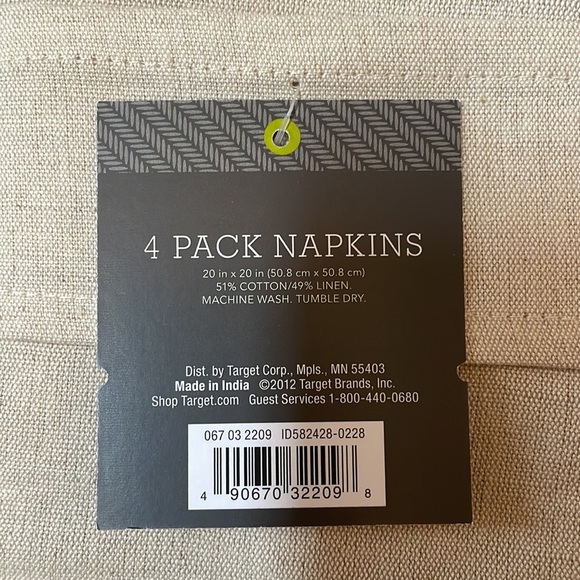 4 PACK NAPKINS
20 in x 20 in (50.8 cm x 50.8 cm)
51% COTTON/49% LINEN.
MACHINE WASH. TUMBLE DRY.
Dist. by Target Corp., Mpls., MN 55403
Made in India ©2012 Target Brands, Inc.
Shop Target.com Guest Services 1-800-440-0680
067 03 2209 ID582428-0228
4 90670 32209 8